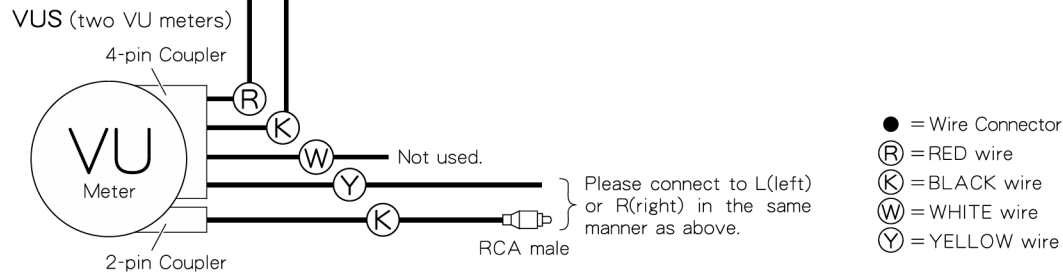 VUS (two VU meters)
4-pin Coupler
R
K
VU
Meter
W
Not used.
Y
Please connect to L(left)
or R(right) in the same
manner as above.
K
RCA male
2-pin Coupler
● = Wire Connector
Ⓡ = RED wire
Ⓚ = BLACK wire
Ⓦ = WHITE wire
Ⓨ = YELLOW wire